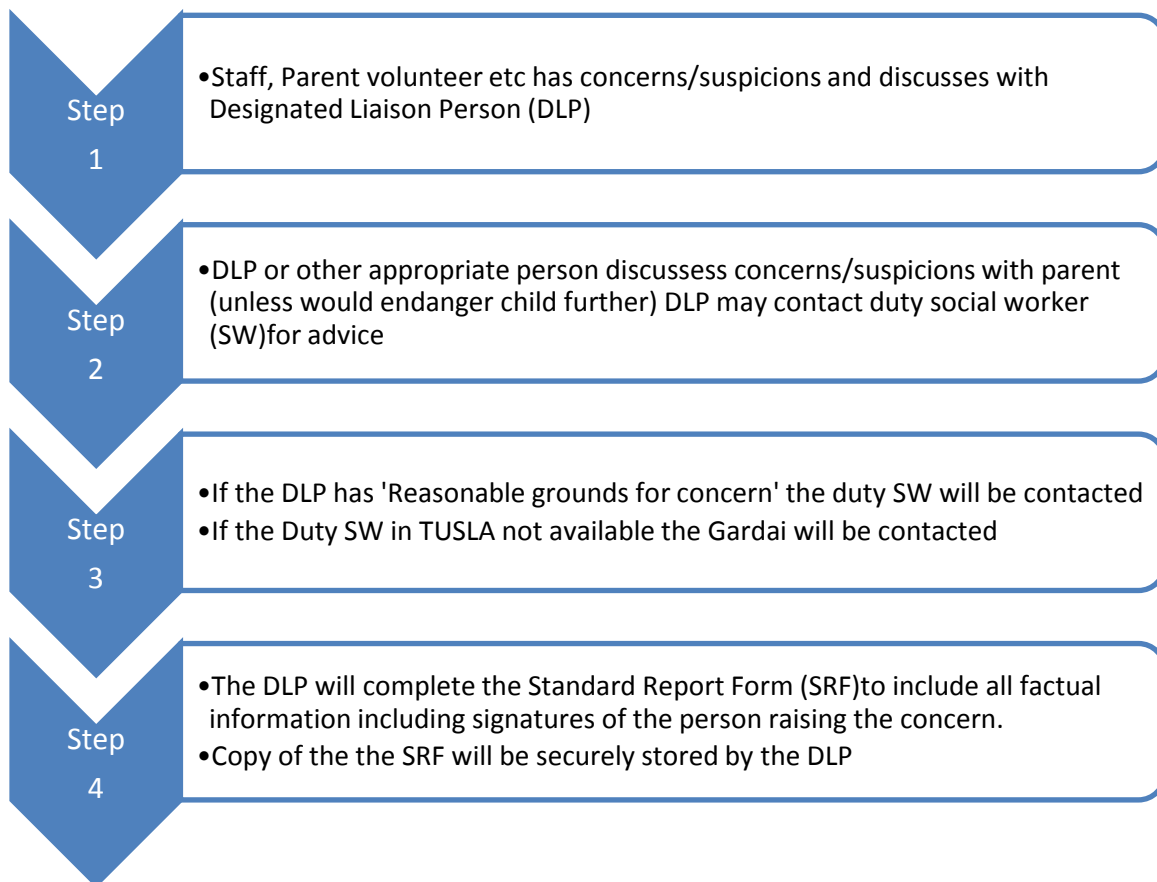 Step
1
•Staff, Parent volunteer etc has concerns/suspicions and discusses with
Designated Liaison Person (DLP)
Step
2
•DLP or other appropriate person discussess concerns/suspicions with parent
(unless would endanger child further) DLP may contact duty social worker
(SW)for advice
Step
3
•If the DLP has 'Reasonable grounds for concern' the duty SW will be contacted
•If the Duty SW in TUSLA not available the Gardai will be contacted
Step
4
•The DLP will complete the Standard Report Form (SRF)to include all factual
information including signatures of the person raising the concern.
•Copy of the the SRF will be securely stored by the DLP